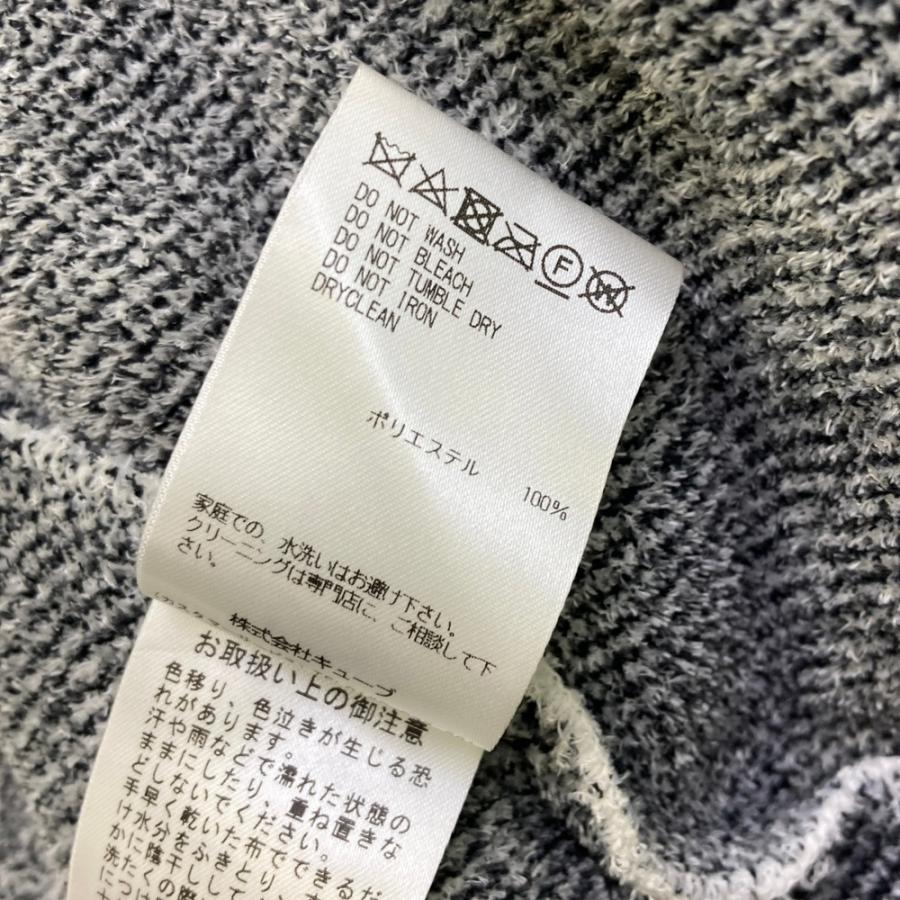 DO NOT WASH
DO NOT BLEACH
DO NOT TUMBLE DRY
DO NOT IRON
DRYCLEAN
F
W
ポリエステル 100%
家庭での、水洗いはお避け下さい。
クリーニングは専門店に、ご相談して下
さい。
株式会社キューブ
お取扱い上の御注意
色移り、色泣きが生じる恐
れがあります。
汗や雨などで濡れた状態の
ままにしたり、重ね置きな
どしないでください。
手早く乾いた布でできるだ
け水分をふきとり、
かに陰干しして
洗たくの際
につけ